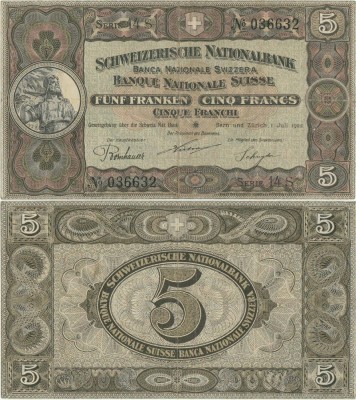 SERIE 14 S No 036632 5
SCHWEIZERISCHE NATIONALBANK
BANCA NAZIONALE SVIZZERA
BANQUE NATIONALE SUISSE
FÜNF FRANKEN CINQ FRANCS
CINQUE FRANCHI
Bern und Zürich, 1. Juli
No 036632 SERIE 14 S 5
5 5
SCHWEIZERISCHE NATIONALBANK
5
BANQUE NATIONALE SUISSE BANCA NAZIONALE SVIZZERA
5 5